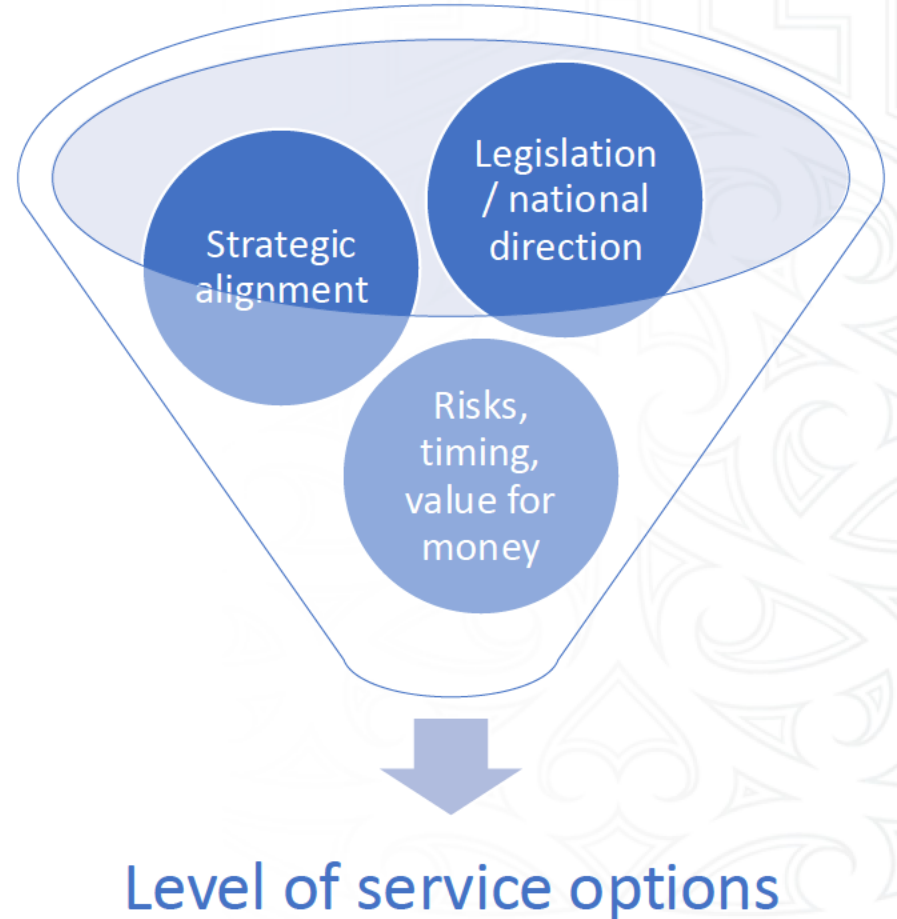 Legislation
/ national
direction
Strategic
alignment
Risks,
timing,
value for
money
Level of service options